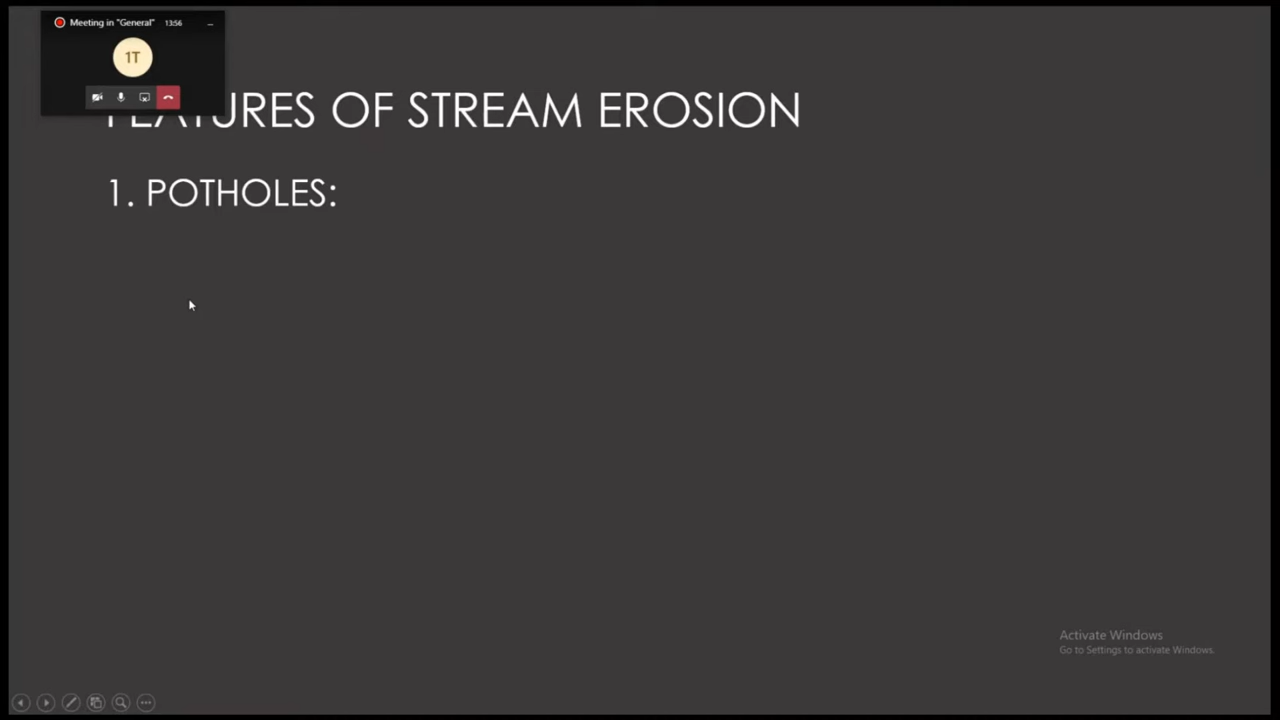 Meeting in "General" 13:56
1T
FEATURES OF STREAM EROSION
1. POTHOLES:
Activate Windows
Go to Settings to activate Windows.